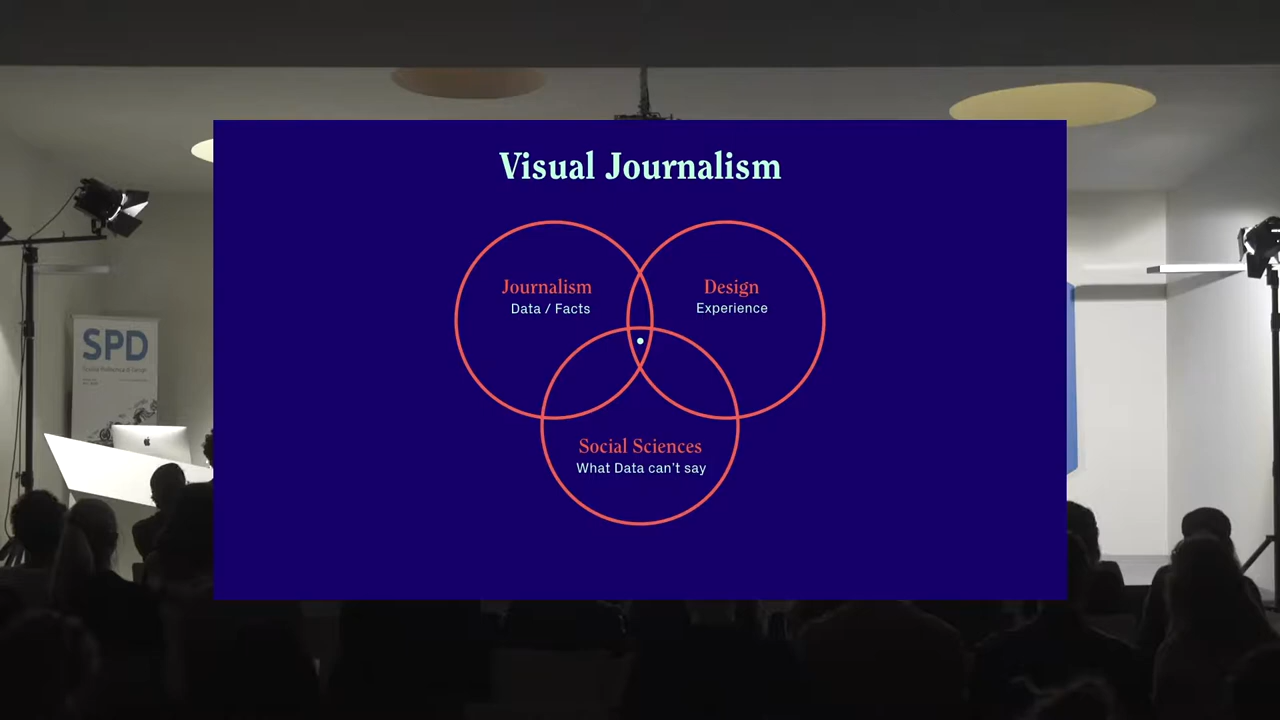 Visual Journalism
Journalism
Data / Facts
Design
Experience
Social Sciences
What Data can't say
SPD